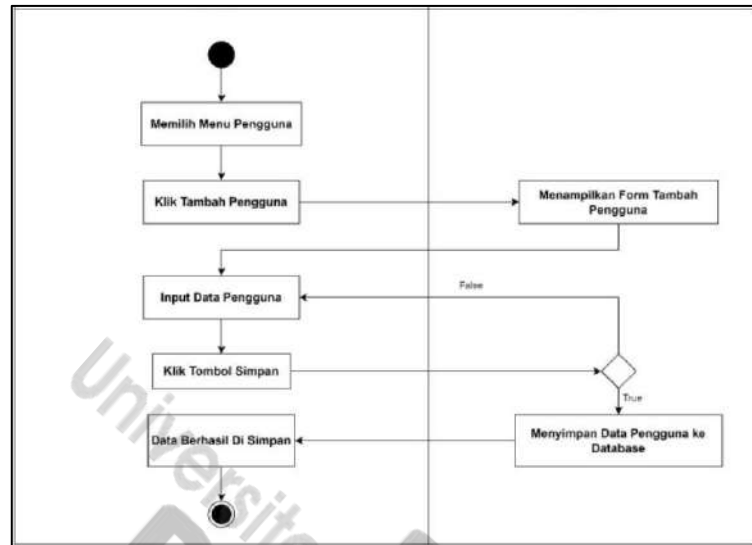 Memilih Menu Pengguna
Klik Tambah Pengguna
Menampilkan Form Tambah
Pengguna
Input Data Pengguna
False
Klik Tombol Simpan
True
Data Berhasil Di Simpan
Menyimpan Data Pengguna ke
Database